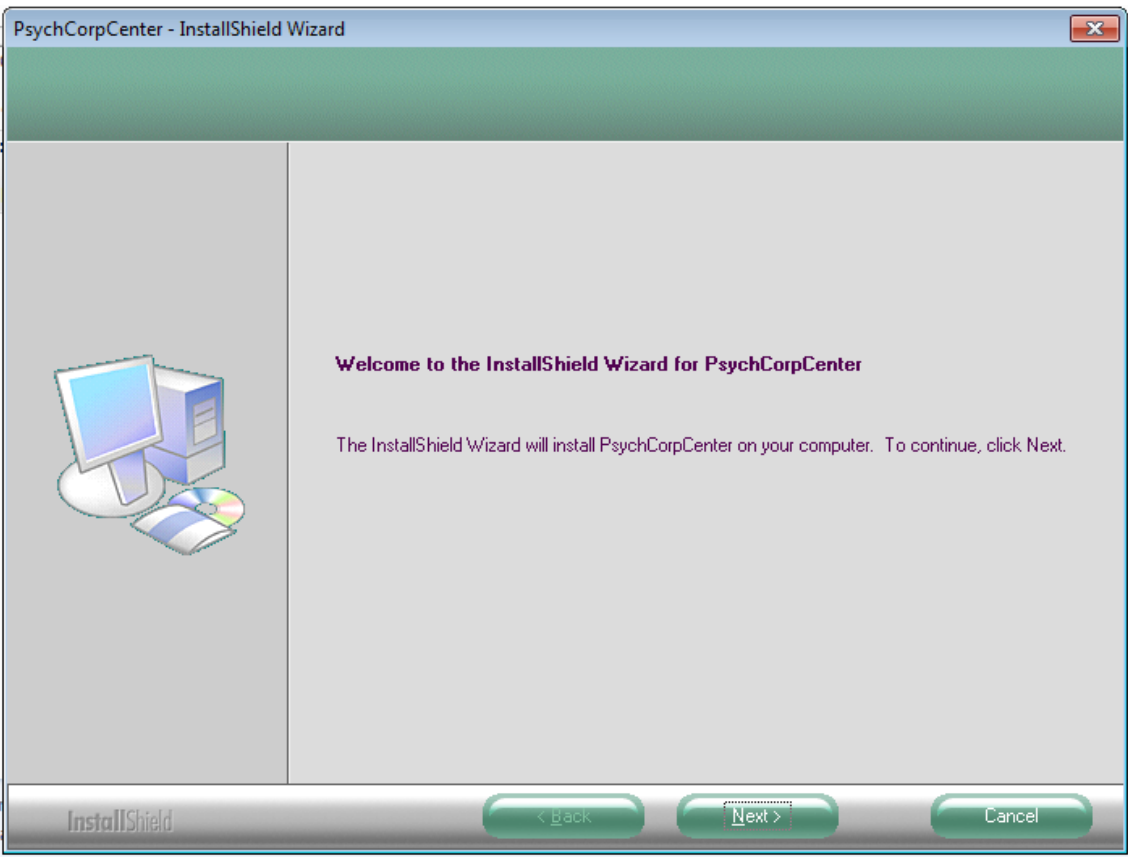 PsychCorpCenter - InstallShield Wizard
Welcome to the InstallShield Wizard for PsychCorpCenter
The InstallShield Wizard will install PsychCorpCenter on your computer.  To continue, click Next.
InstallShield
< Back
Next >
Cancel